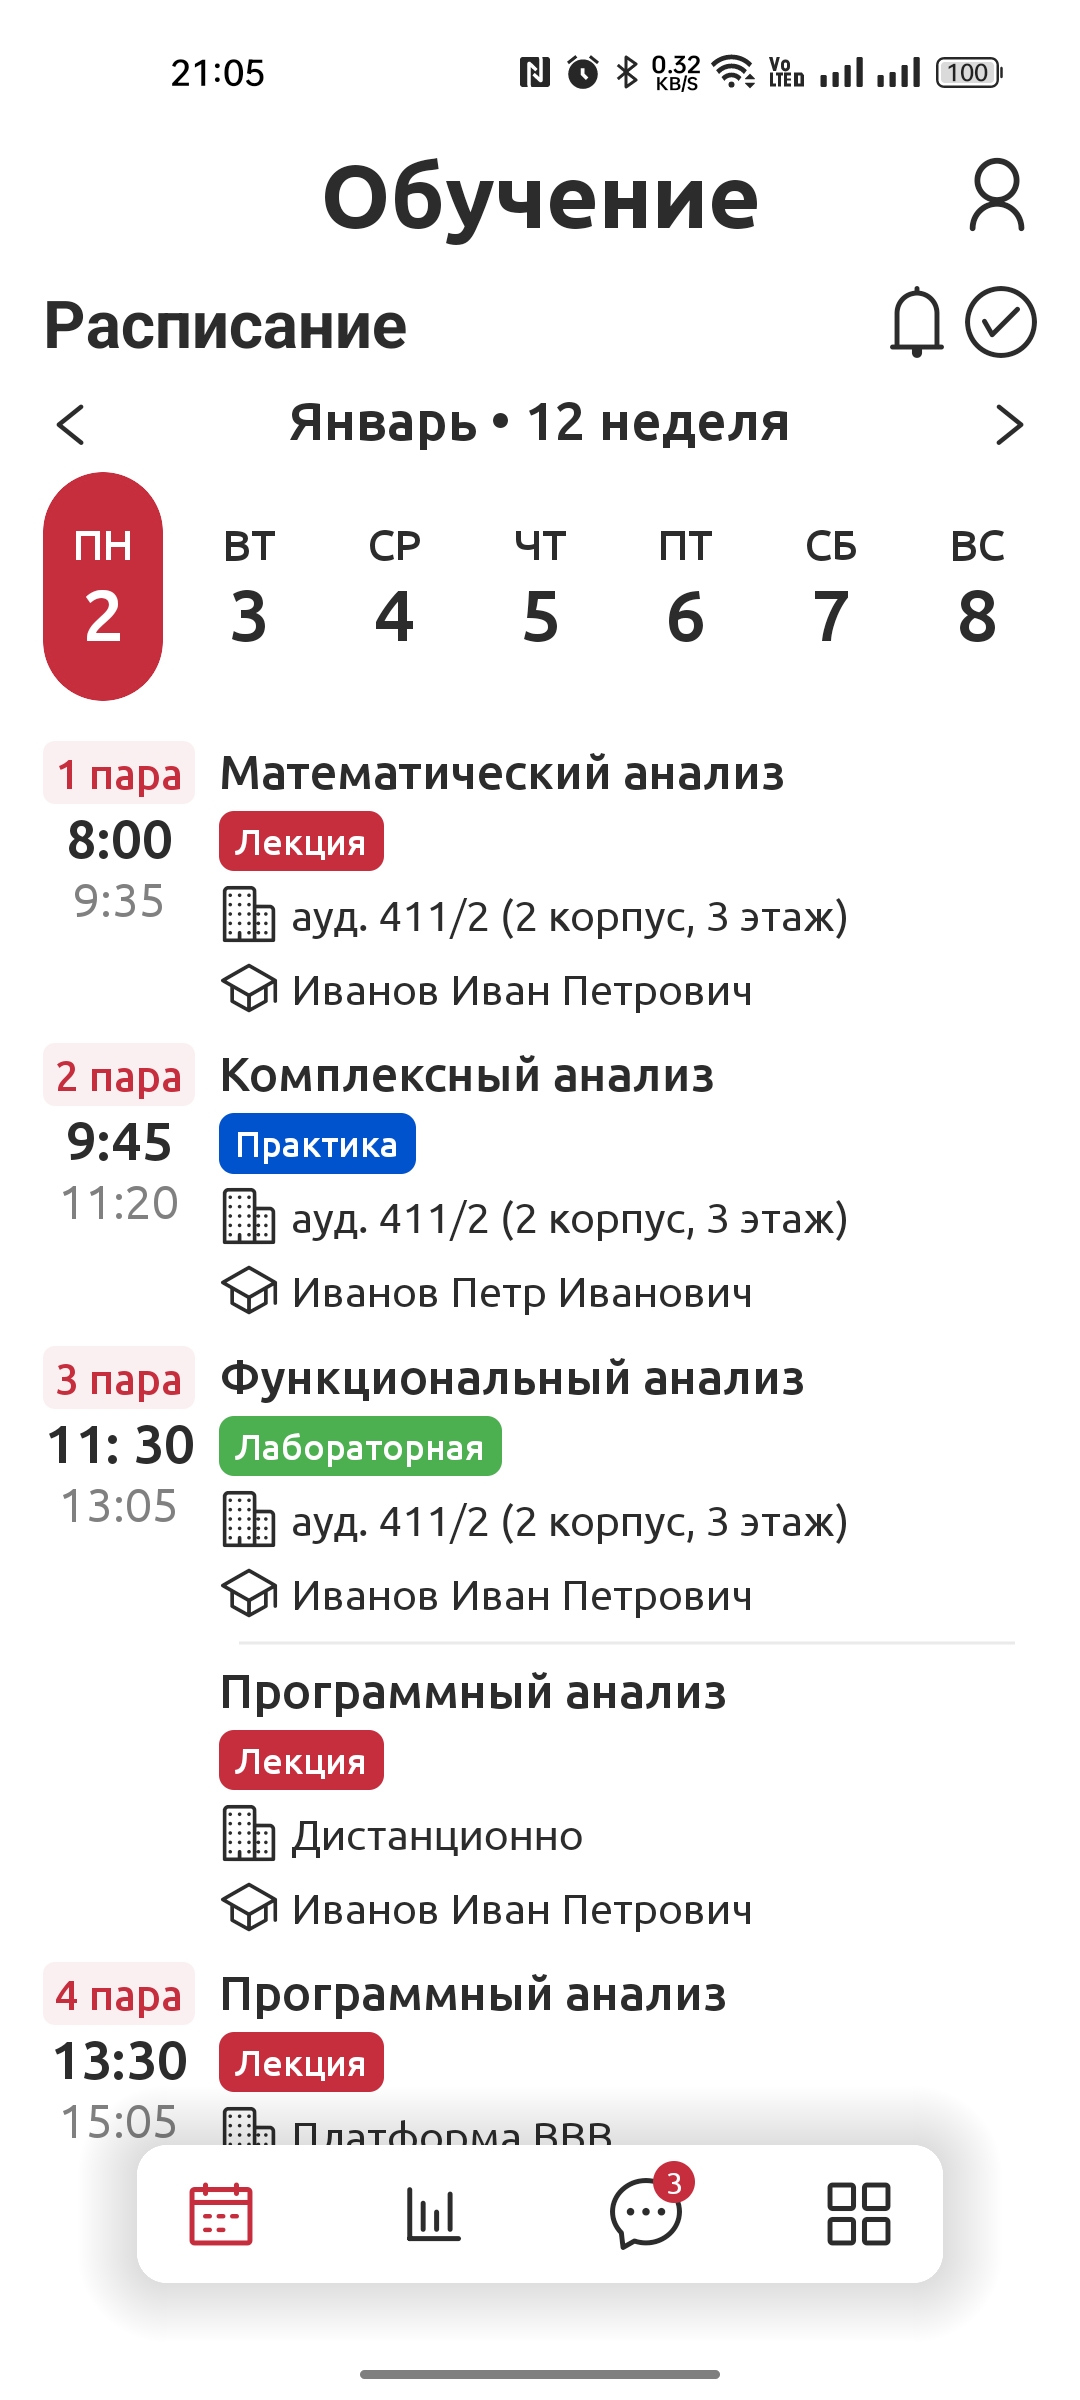 21:05 0.32 KB/S Vo LTE D 100
Обучение
Расписание
Январь • 12 неделя
ПН ВТ СР ЧТ ПТ СБ ВС
2 3 4 5 6 7 8
1 пара Математический анализ
8:00 Лекция
9:35 ауд. 411/2 (2 корпус, 3 этаж)
Иванов Иван Петрович
2 пара Комплексный анализ
9:45 Практика
11:20 ауд. 411/2 (2 корпус, 3 этаж)
Иванов Петр Иванович
3 пара Функциональный анализ
11: 30 Лабораторная
13:05 ауд. 411/2 (2 корпус, 3 этаж)
Иванов Иван Петрович
Программный анализ
Лекция
Дистанционно
Иванов Иван Петрович
4 пара Программный анализ
13:30 Лекция
15:05 Платформа ВВВ
3